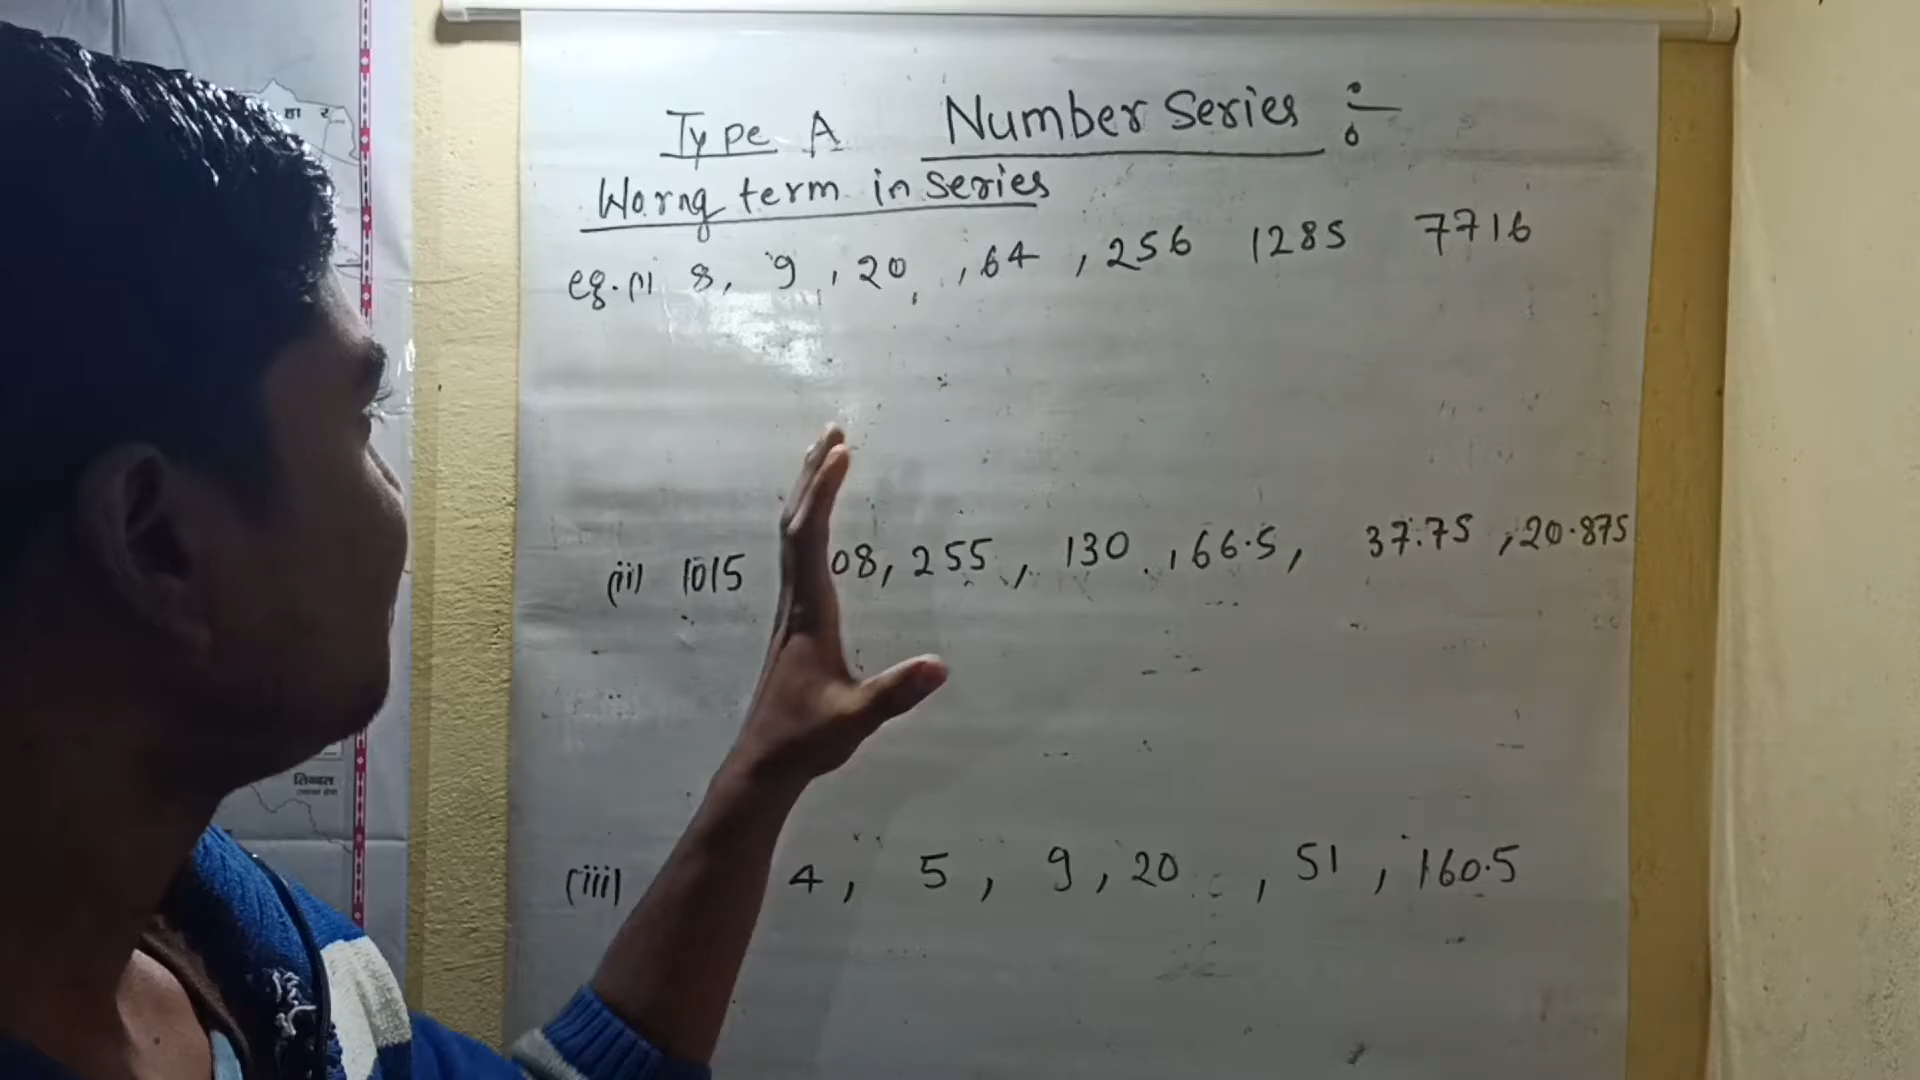 हा र
Type A Number Series ÷
Worng term in series
eg.(i) 8, 9, 20, 64, 256 1285 7716
(ii) 1015 08, 255, 130, 66.5, 37.75, 20.875
(iii) 4, 5, 9, 20, 51, 160.5
तिब्बत